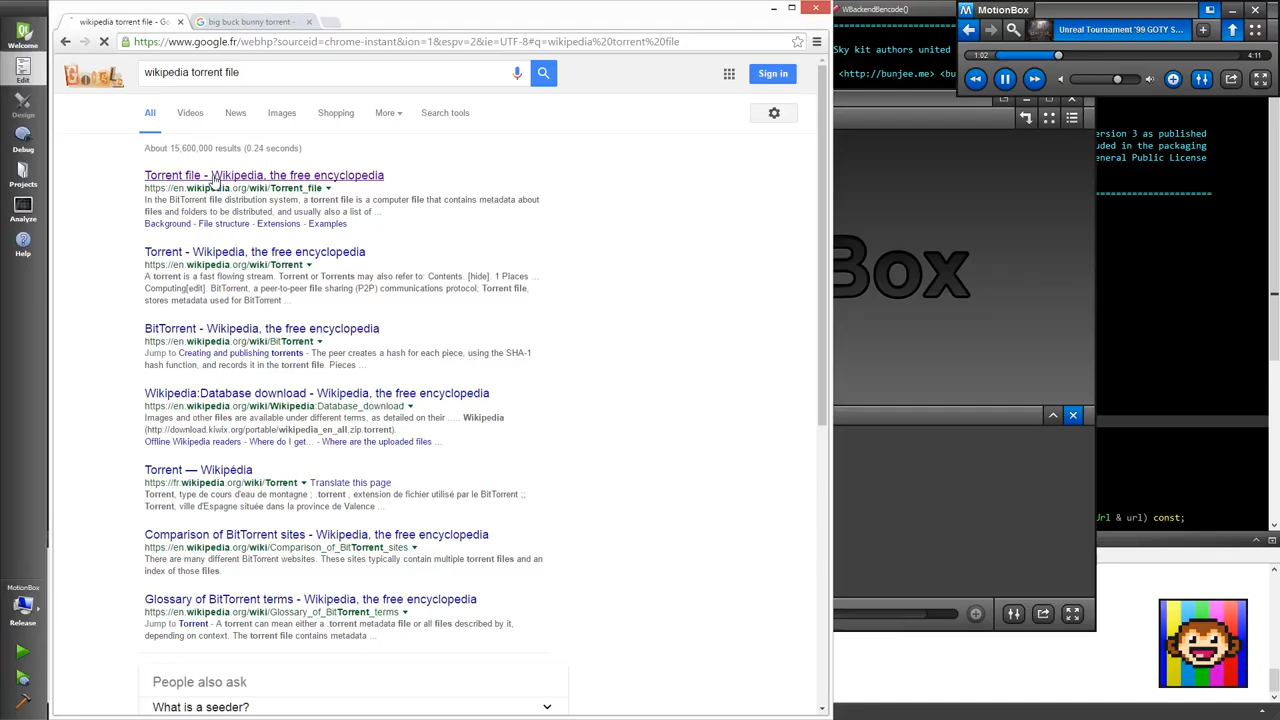 wikipedia torrent file - G
big buck bunny torrent -
https://www.google.fr/webhp?sourceid=chrome-instant&ion=1&espv=2&ie=UTF-8#q=wikipedia%20torrent%20file
wikipedia torrent file
Sign in
All Videos News Images Shopping More Search tools
About 15,600,000 results (0.24 seconds)
Torrent file - Wikipedia, the free encyclopedia
https://en.wikipedia.org/wiki/Torrent_file
In the BitTorrent file distribution system, a torrent file is a computer file that contains metadata about
files and folders to be distributed, and usually also a list of ...
Background - File structure - Extensions - Examples
Torrent - Wikipedia, the free encyclopedia
https://en.wikipedia.org/wiki/Torrent
A torrent is a fast flowing stream. Torrent or Torrents may also refer to: Contents. [hide]. 1 Places ...
Computing[edit]. BitTorrent, a peer-to-peer file sharing (P2P) communications protocol; Torrent file,
stores metadata used for BitTorrent ...
BitTorrent - Wikipedia, the free encyclopedia
https://en.wikipedia.org/wiki/BitTorrent
Jump to Creating and publishing torrents - The peer creates a hash for each piece, using the SHA-1
hash function, and records it in the torrent file. Pieces ...
Wikipedia:Database download - Wikipedia, the free encyclopedia
https://en.wikipedia.org/wiki/Wikipedia:Database_download
Images and other files are available under different terms, as detailed on their ..... Wikipedia
(http://download.kiwix.org/portable/wikipedia_en_all.zip.torrent).
Offline Wikipedia readers - Where do I get... - Where are the uploaded files ...
Torrent — Wikipédia
https://fr.wikipedia.org/wiki/Torrent Translate this page
Torrent, type de cours d'eau de montagne ; .torrent , extension de fichier utilisé par le BitTorrent ;;
Torrent, ville d'Espagne située dans la province de Valence ...
Comparison of BitTorrent sites - Wikipedia, the free encyclopedia
https://en.wikipedia.org/wiki/Comparison_of_BitTorrent_sites
There are many different BitTorrent websites. These sites typically contain multiple torrent files and an
index of those files.
Glossary of BitTorrent terms - Wikipedia, the free encyclopedia
https://en.wikipedia.org/wiki/Glossary_of_BitTorrent_terms
Jump to Torrent - A torrent can mean either a .torrent metadata file or all files described by it,
depending on context. The torrent file contains metadata ...
People also ask
What is a seeder?
Welcome
Edit
Design
Debug
Projects
Analyze
Help
MotionBox
Release
WBackendBencode()
Sky kit authors united
<http://bunjee.me> <bu
MotionBox
Unreal Tournament '99 GOTY S...
1:02
4:11
ersion 3 as published
uded in the packaging
eneral Public License
Box
Url & url) const;